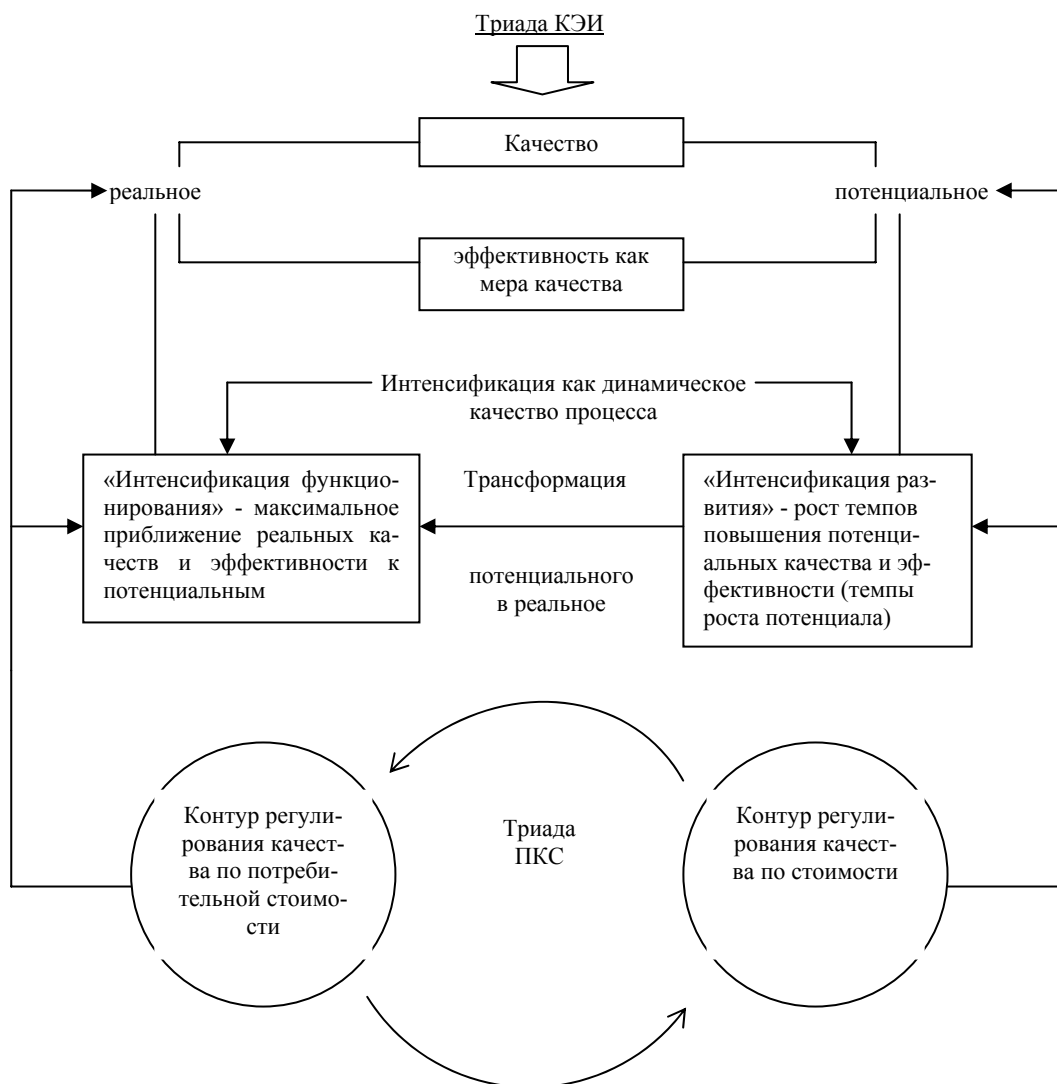 Триада КЭИ
Качество
реальное
потенциальное
эффективность как
мера качества
Интенсификация как динамическое
качество процесса
«Интенсификация функцио-
нирования» - максимальное
приближение реальных ка-
честв и эффективности к
потенциальным
Трансформация
потенциального
в реальное
«Интенсификация раз-
вития» - рост темпов
повышения потенци-
альных качества и эф-
фективности (темпы
роста потенциала)
Контур регули-
рования качест-
ва по потреби-
тельной стоимо-
сти
Триада
ПКС
Контур регули-
рования качест-
ва по стоимости